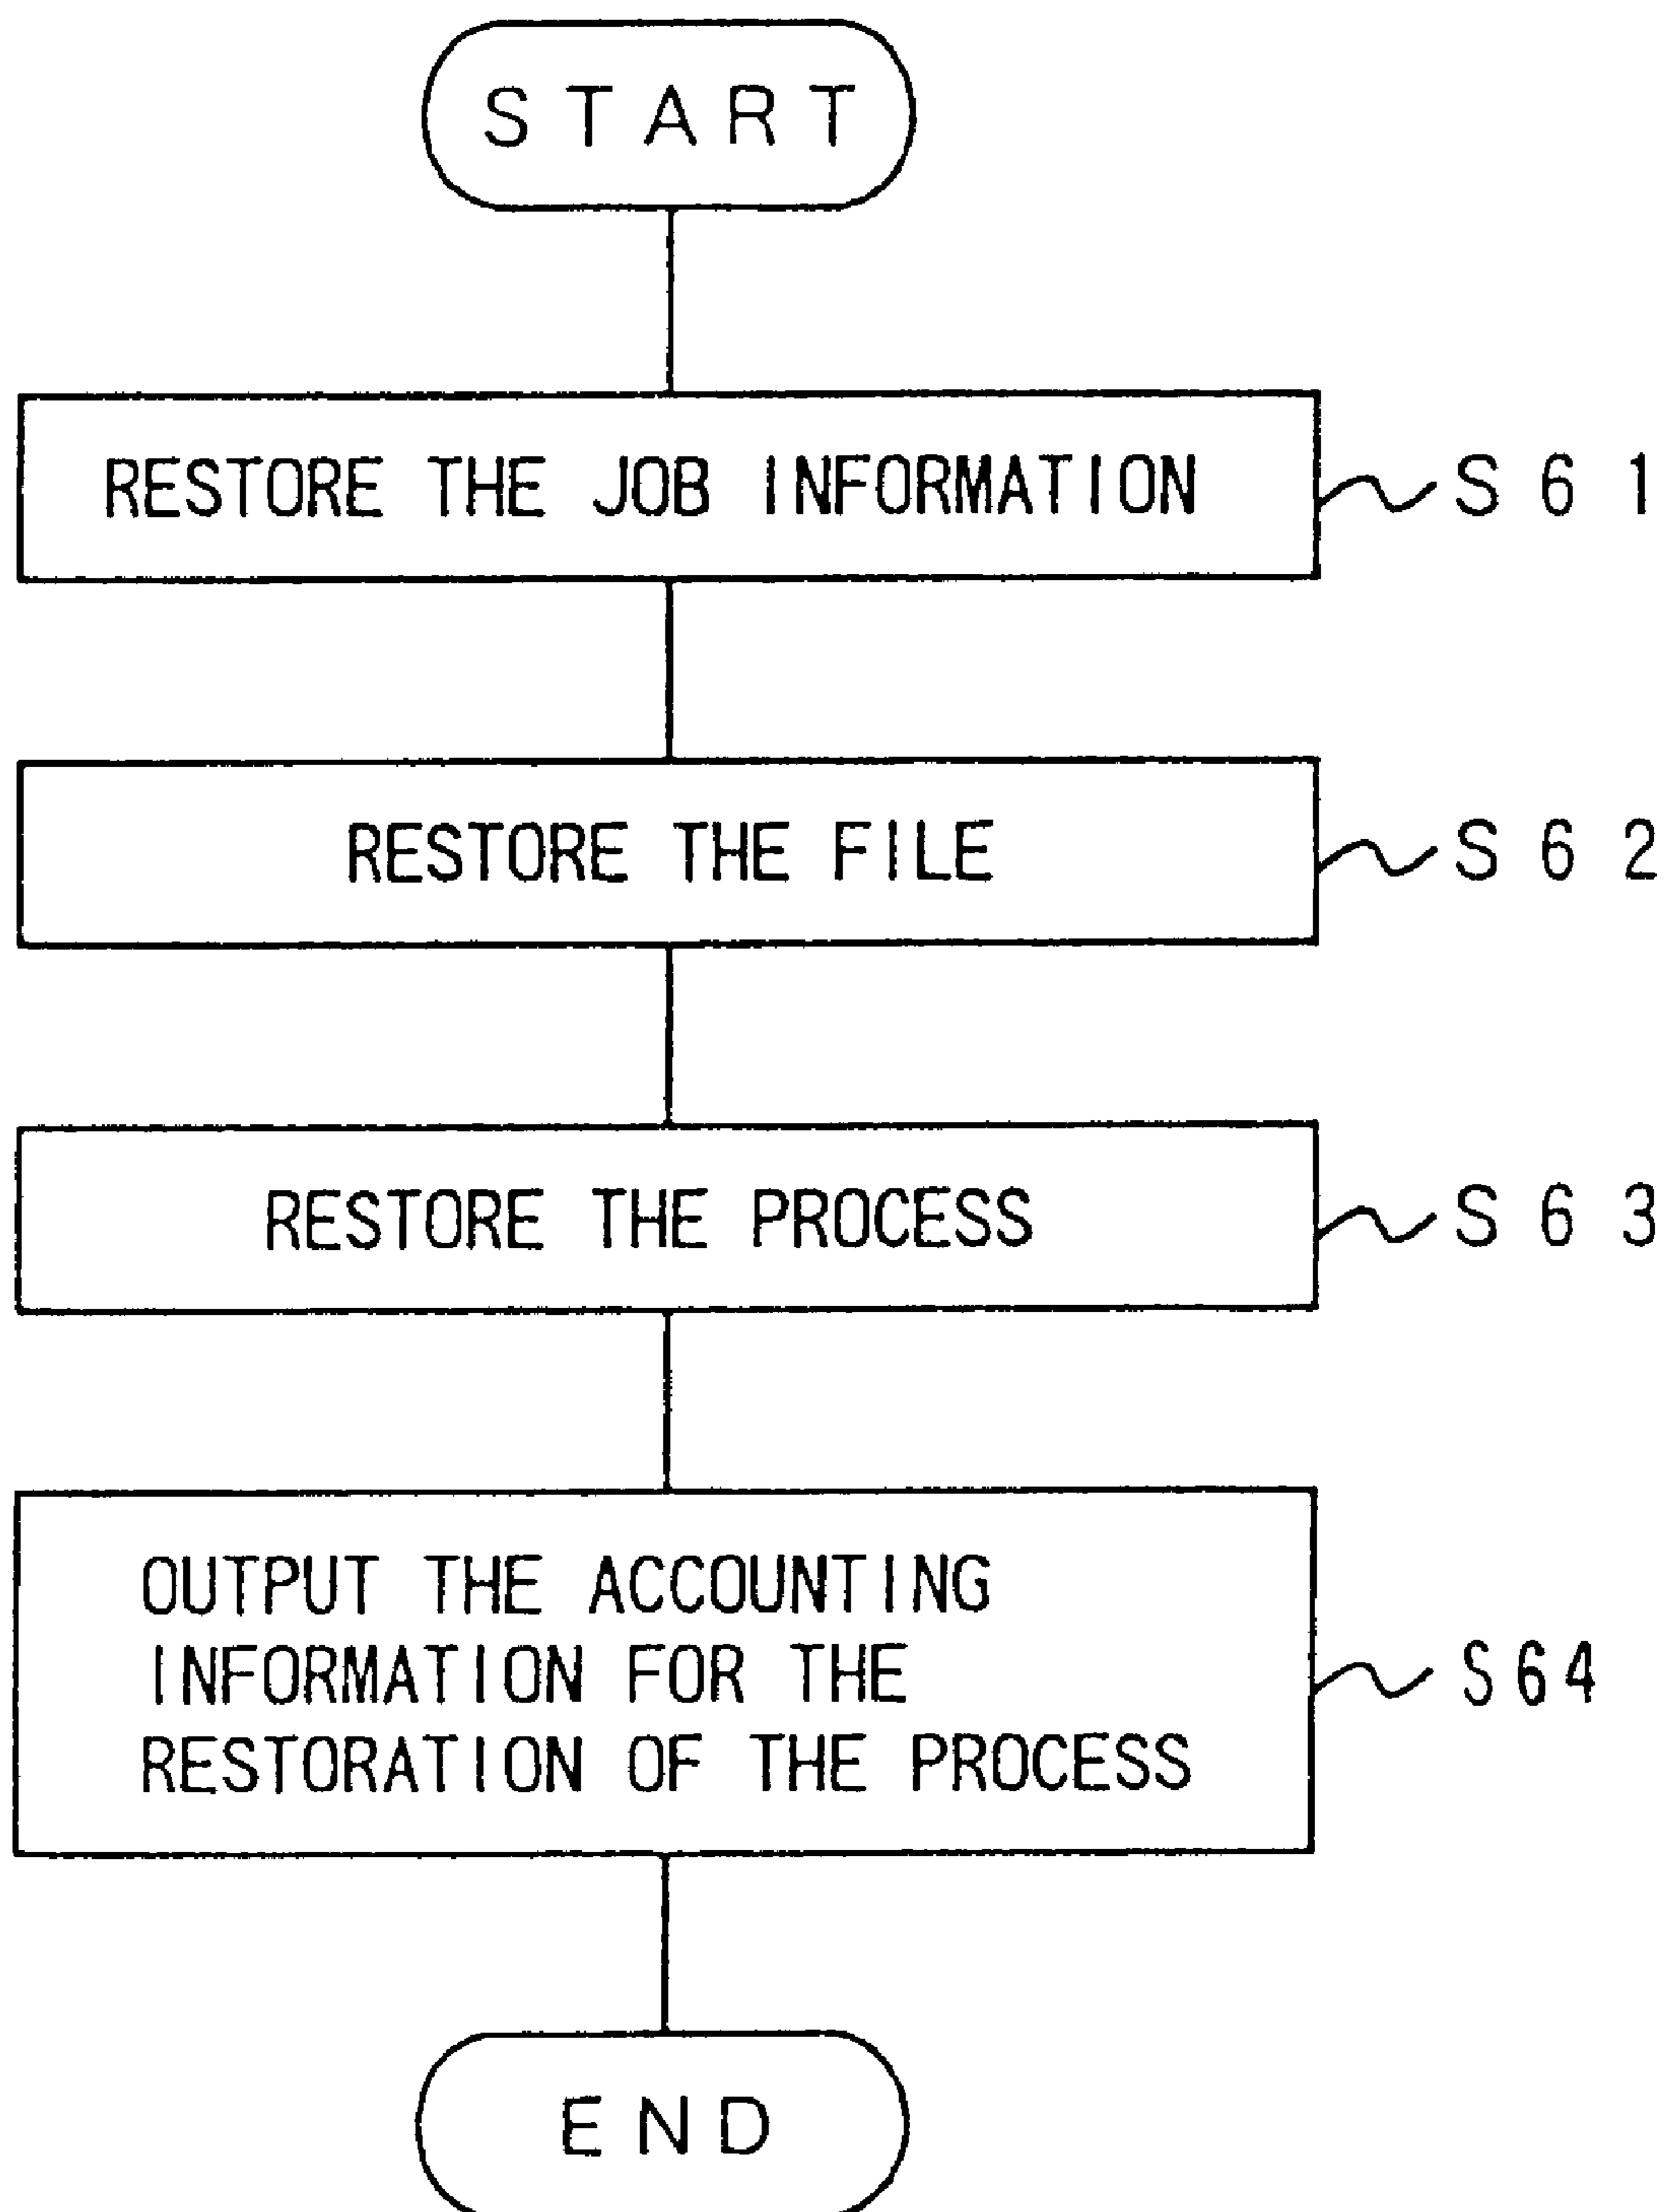 START
RESTORE THE JOB INFORMATION
S61
RESTORE THE FILE
S62
RESTORE THE PROCESS
S63
OUTPUT THE ACCOUNTING
INFORMATION FOR THE
RESTORATION OF THE PROCESS
S64
END